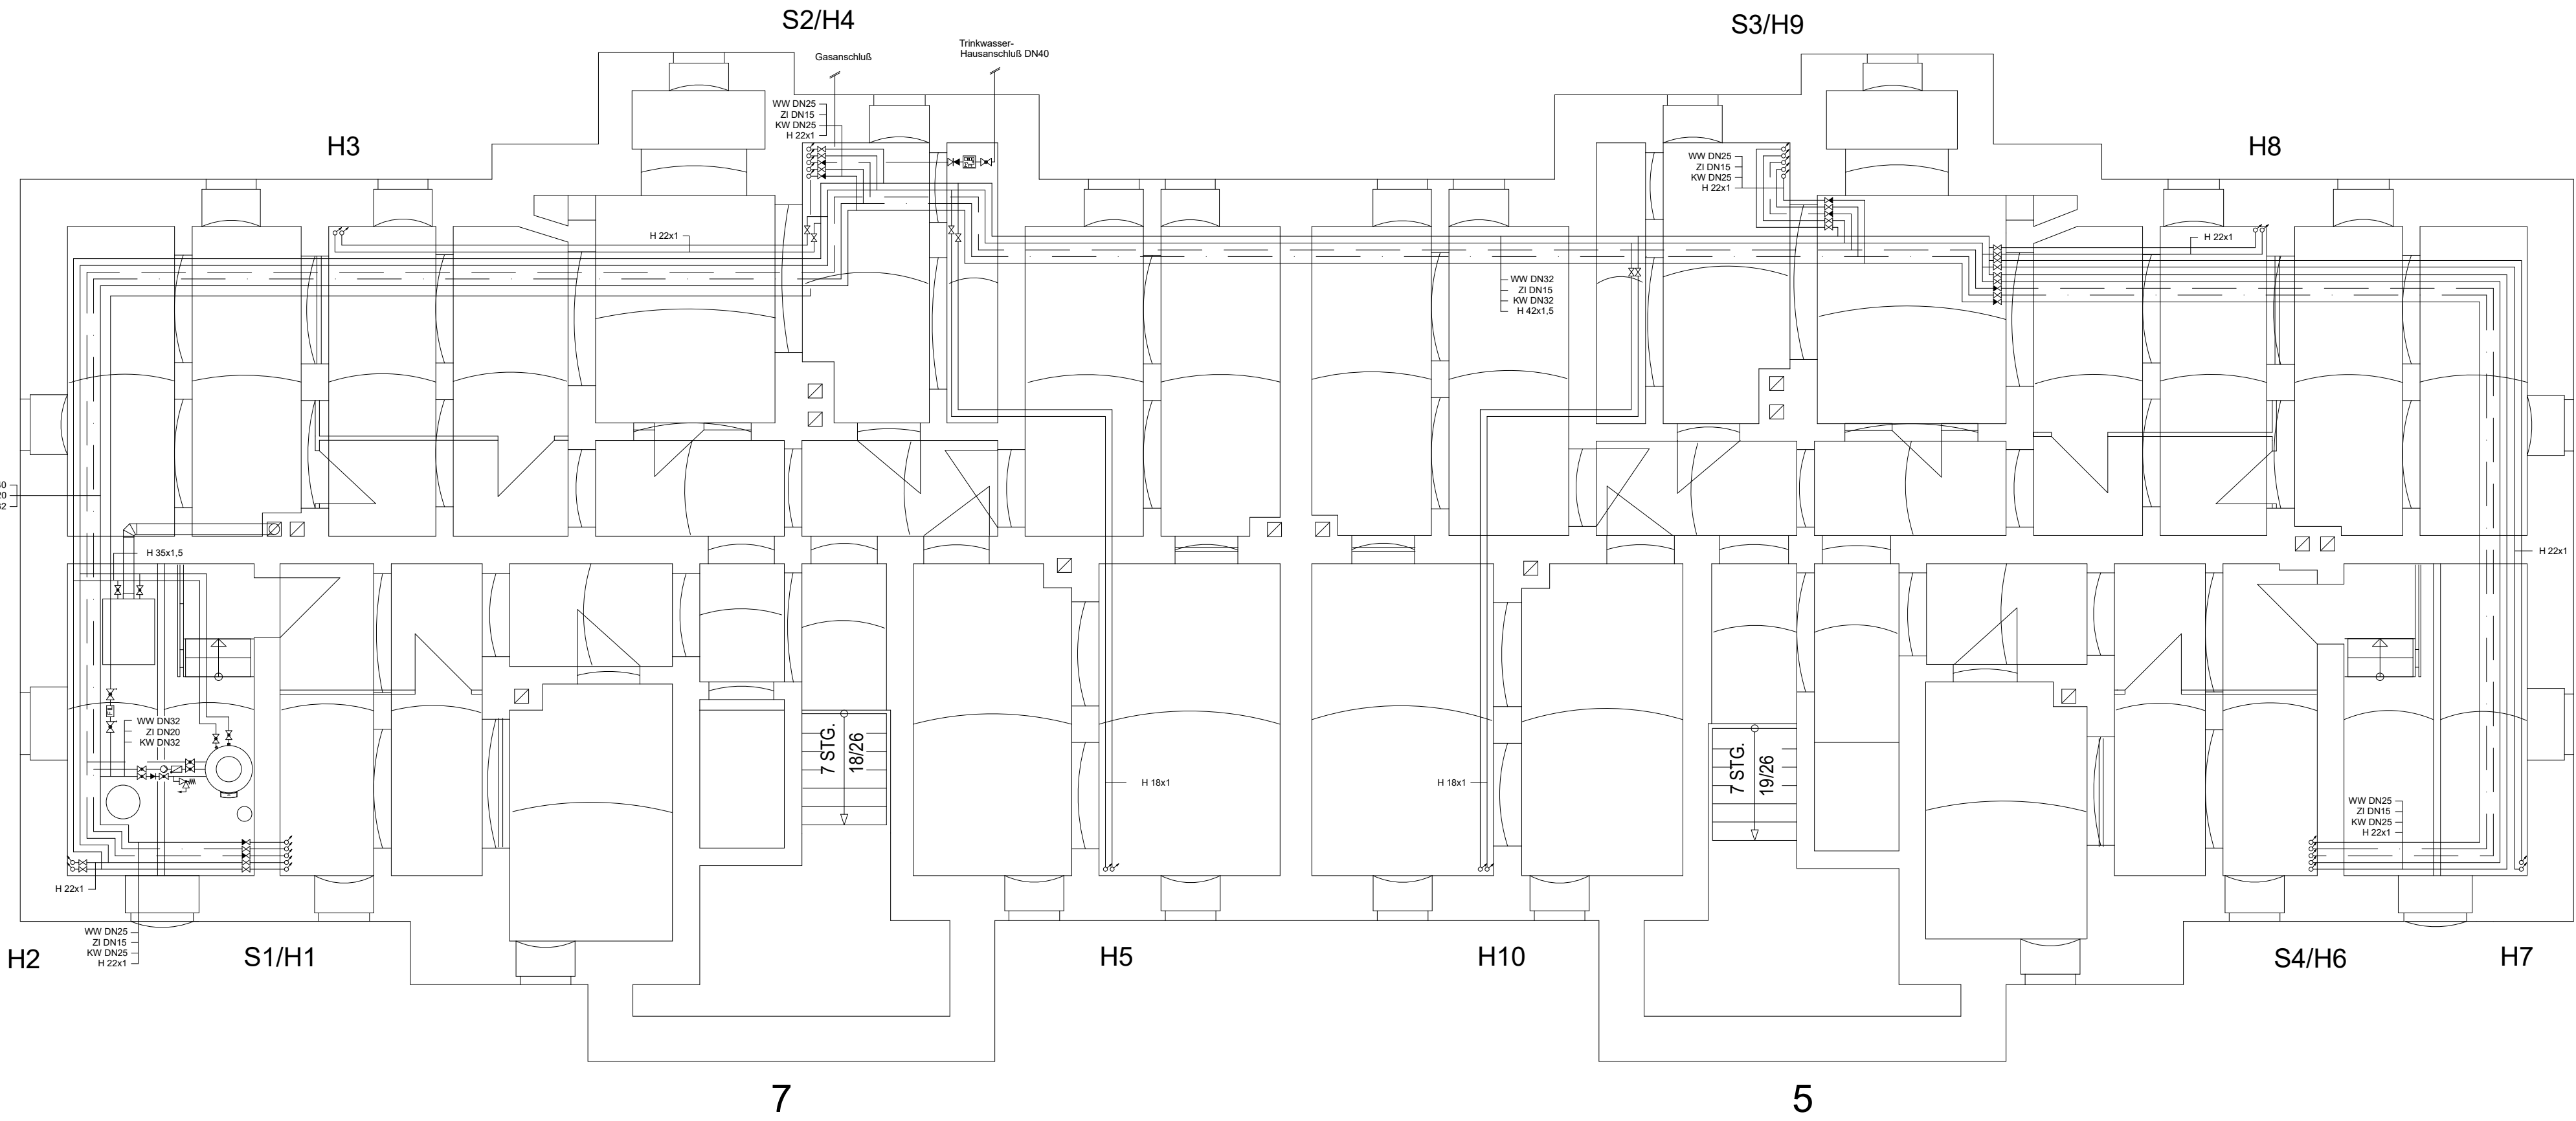 S2/H4
S3/H9
Trinkwasser-
Hausanschluß DN40
Gasanschluß
WW DN25
ZI DN15
KW DN25
H 22x1
H3
H8
WW DN25
ZI DN15
KW DN25
H 22x1
H 22x1
H 22x1
WW DN32
ZI DN15
KW DN32
H 42x1,5
H 35x1,5
H 22x1
WW DN32
ZI DN20
KW DN32
7 STG.
18/26
H 18x1
H 18x1
7 STG.
19/26
WW DN25
ZI DN15
KW DN25
H 22x1
H 22x1
WW DN25
ZI DN15
KW DN25
H 22x1
H2
S1/H1
H5
H10
S4/H6
H7
7
5